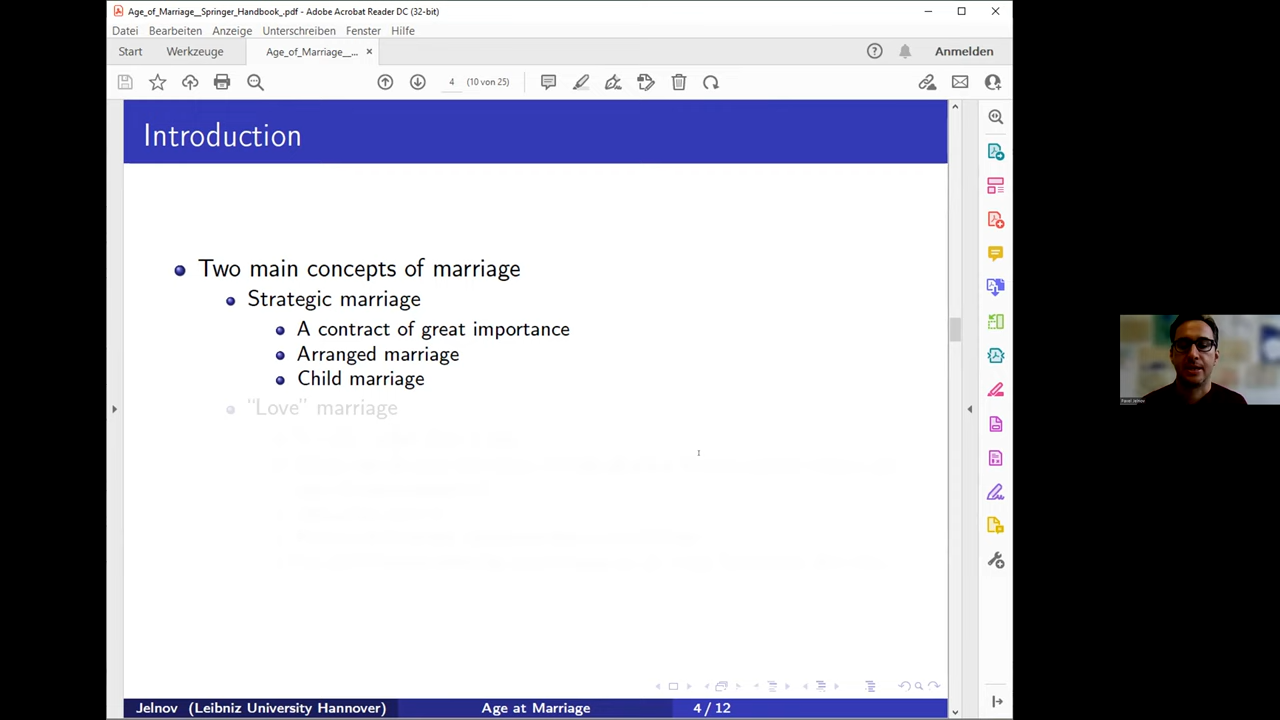 Age_of_Marriage__Springer_Handbook_.pdf - Adobe Acrobat Reader DC (32-bit)
Datei Bearbeiten Anzeige Unterschreiben Fenster Hilfe
Start Werkzeuge Age_of_Marriage__... × Anmelden
4 (10 von 25)
Introduction
Two main concepts of marriage
Strategic marriage
A contract of great importance
Arranged marriage
Child marriage
"Love" marriage
Jelnov (Leibniz University Hannover) Age at Marriage 4 / 12